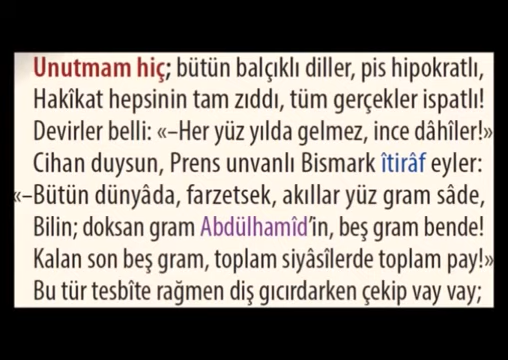 Unutmam hiç; bütün balçıklı diller, pis hipokratlı,
Hakîkat hepsinin tam zıddı, tüm gerçekler ispatlı!
Devirler belli: «–Her yüz yılda gelmez, ince dâhîler!»
Cihan duysun, Prens unvanlı Bismark îtirâf eyler:
«–Bütün dünyâda, farzetsek, akıllar yüz gram sâde,
Bilin; doksan gram Abdülhamîd’in, beş gram bende!
Kalan son beş gram, toplam siyâsîlerde toplam pay!»
Bu tür tesbîte rağmen diş gıcırdarken çekip vay vay;